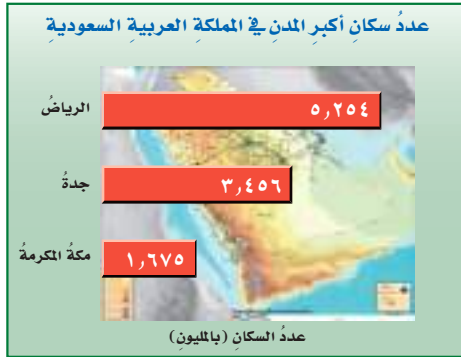 عددُ سكانِ أكبرِ المدنِ في المملكةِ العربيةِ السعوديةِ
الرياضُ
٥٫٢٥٤
جدةُ
٣٫٤٥٦
مكةُ المكرمةُ
١٫٦٧٥
عددُ السكانِ (بالمليونِ)